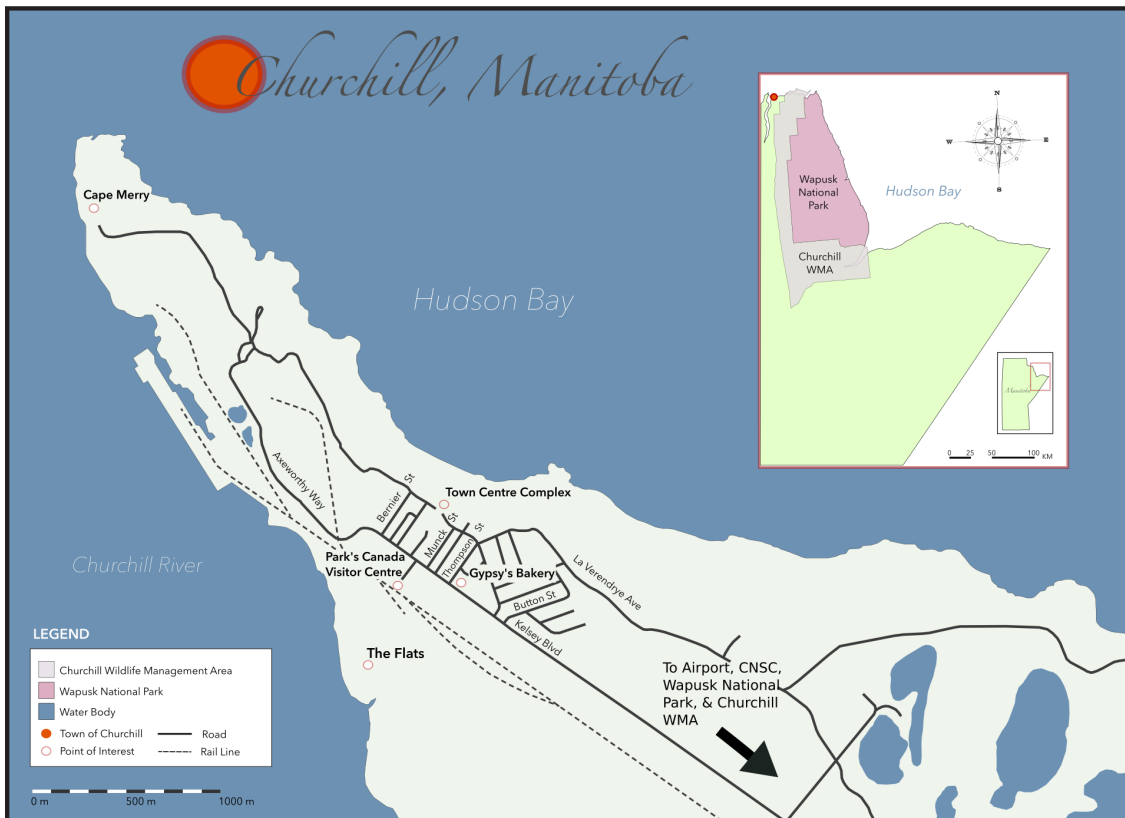 Churchill, Manitoba
Cape Merry
Hudson Bay
Axeworthy Way
Bernier St
Town Centre Complex
Munck St
Thompson St
Park's Canada
Visitor Centre
Gypsy's Bakery
La Verendrye Ave
Button St
Kelsey Blvd
Churchill River
The Flats
To Airport, CNSC,
Wapusk National
Park, & Churchill
WMA
LEGEND
Churchill Wildlife Management Area
Wapusk National Park
Water Body
Town of Churchill
Road
Point of Interest
Rail Line
0 m 500 m 1000 m
N
W E
S
Wapusk
National
Park
Hudson Bay
Churchill
WMA
Manitoba
0 25 50 100 KM